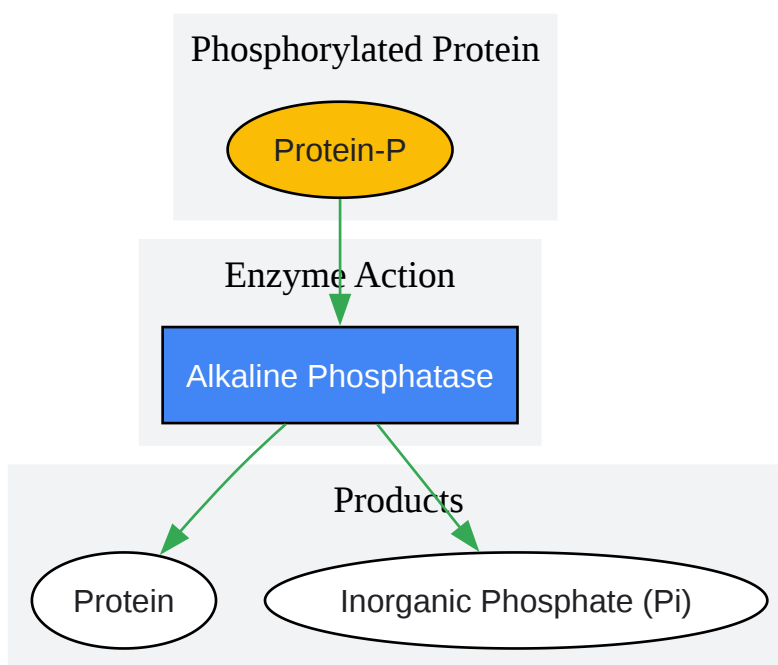 Phosphorylated Protein
Protein-P
Enzyme Action
Alkaline Phosphatase
Products
Protein
Inorganic Phosphate (Pi)